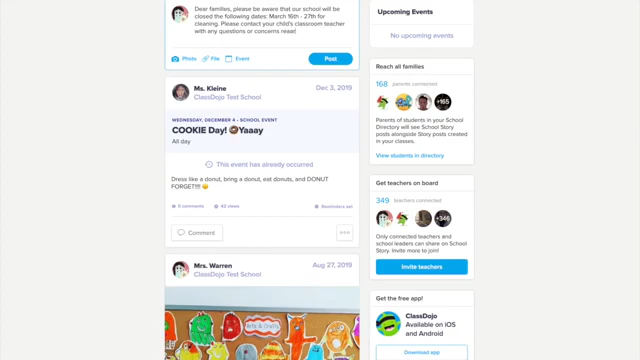 Dear families, please be aware that our school will be
closed the following dates: March 16th - 27th for
cleaning. Please contact your child's classroom teacher
with any questions or concerns reaar|
Photo
File
Event
Post
Ms. Kleine
Dec 3, 2019
ClassDojo Test School
WEDNESDAY, DECEMBER 4 • SCHOOL EVENT
COOKIE Day! 🍩Yaaay
All day
This event has already occurred
Dress like a donut, bring a donut, eat donuts, and DONUT
FORGET!!!! 😄
3 comments
42 views
Reminders set
Comment
Mrs. Warren
Aug 27, 2019
ClassDojo Test School
Arts & Crafts
Upcoming Events
No upcoming events
Reach all families
168 parents connected
+165
Parents of students in your School
Directory will see School
Story posts alongside Story posts created
in your classes.
View students in directory
Get teachers on board
349 teachers connected
+346
Only connected teachers and
school leaders can share on School
Story. Invite more to join!
Invite teachers
Get the free app!
ClassDojo
Available on iOS
and Android
Download app